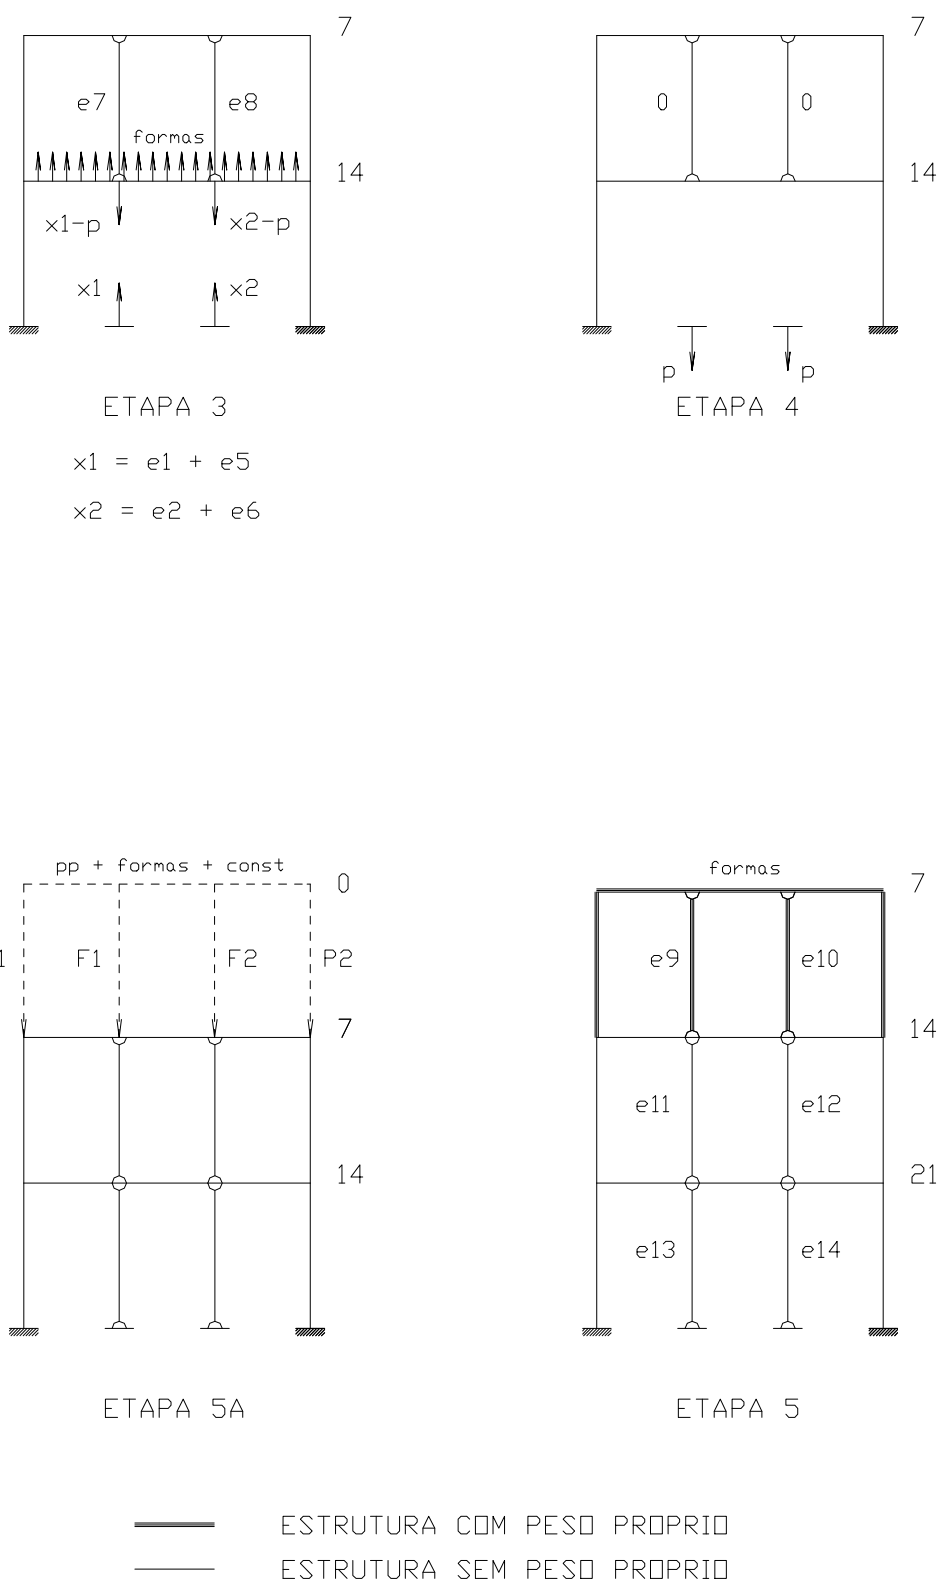 7
7
e7
e8
0
0
formas
14
14
x1-p
x2-p
x1
x2
p
p
ETAPA 3
ETAPA 4
x1 = e1 + e5
x2 = e2 + e6
pp + formas + const
formas
0
7
1
F1
F2
P2
e9
e10
7
14
e11
e12
14
21
e13
e14
ETAPA 5A
ETAPA 5
ESTRUTURA COM PESO PROPRIO
ESTRUTURA SEM PESO PROPRIO